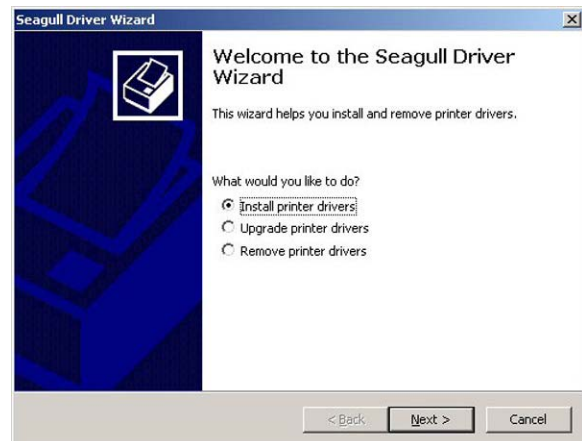 Seagull Driver Wizard
Welcome to the Seagull Driver
Wizard
This wizard helps you install and remove printer drivers.
What would you like to do?
Install printer drivers
Upgrade printer drivers
Remove printer drivers
< Back Next > Cancel